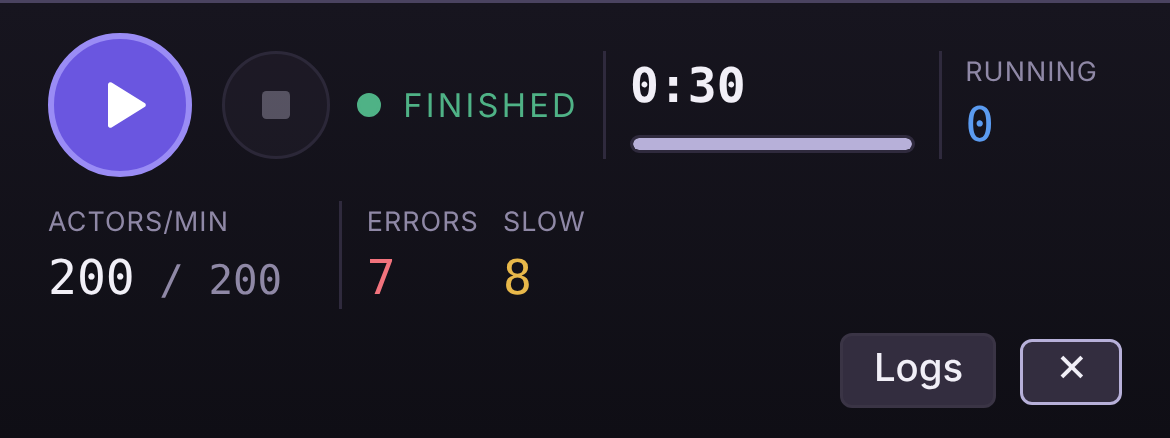 FINISHED
0:30
RUNNING
0
ACTORS/MIN
200 / 200
ERRORS
7
SLOW
8
Logs
✕